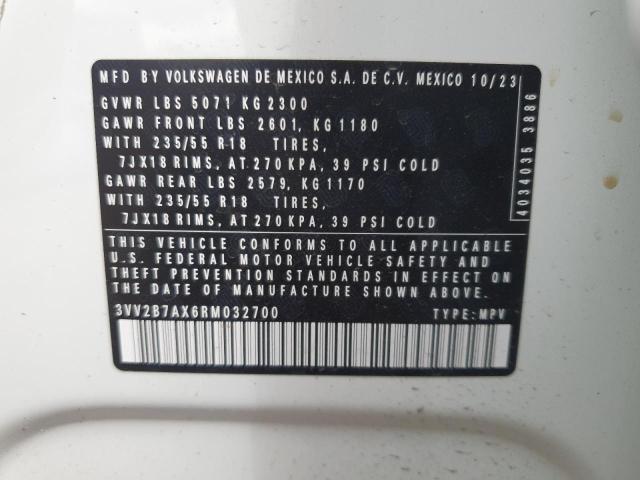 MFD BY VOLKSWAGEN DE MEXICO S.A. DE C.V. MEXICO 10/23
GVWR LBS 5071 KG 2300
GAWR FRONT LBS 2601, KG 1180
WITH 235/55 R18 TIRES,
7JX18 RIMS, AT 270 KPA, 39 PSI COLD
GAWR REAR LBS 2579, KG 1170
WITH 235/55 R18 TIRES,
7JX18 RIMS, AT 270 KPA, 39 PSI COLD
4034035 3886
THIS VEHICLE CONFORMS TO ALL APPLICABLE
U.S. FEDERAL MOTOR VEHICLE SAFETY AND
THEFT PREVENTION STANDARDS IN EFFECT ON
THE DATE OF MANUFACTURE SHOWN ABOVE.
3VV2B7AX6RM032700 TYPE: MPV